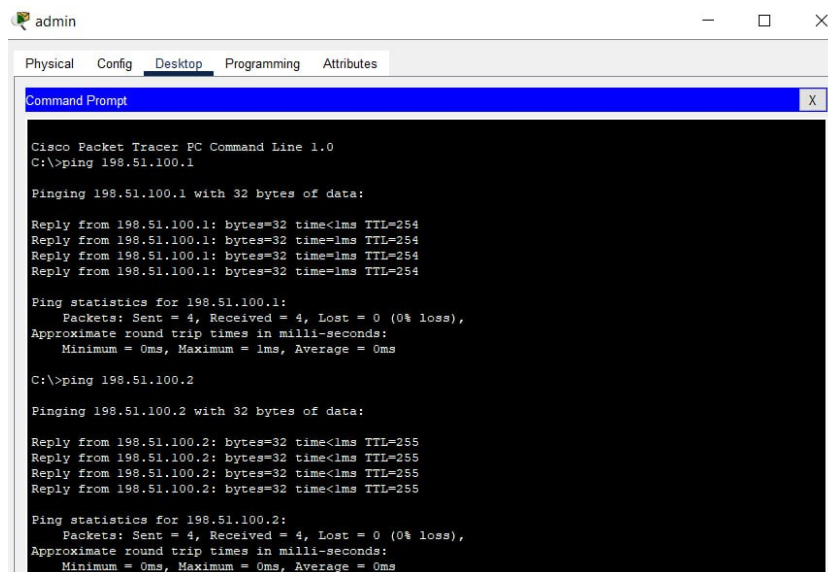 admin
Physical Config Desktop Programming Attributes
Command Prompt X
Cisco Packet Tracer PC Command Line 1.0
C:\>ping 198.51.100.1
Pinging 198.51.100.1 with 32 bytes of data:
Reply from 198.51.100.1: bytes=32 time<1ms TTL=254
Reply from 198.51.100.1: bytes=32 time=1ms TTL=254
Reply from 198.51.100.1: bytes=32 time=1ms TTL=254
Reply from 198.51.100.1: bytes=32 time=1ms TTL=254
Ping statistics for 198.51.100.1:
Packets: Sent = 4, Received = 4, Lost = 0 (0% loss),
Approximate round trip times in milli-seconds:
Minimum = 0ms, Maximum = 1ms, Average = 0ms
C:\>ping 198.51.100.2
Pinging 198.51.100.2 with 32 bytes of data:
Reply from 198.51.100.2: bytes=32 time<1ms TTL=255
Reply from 198.51.100.2: bytes=32 time<1ms TTL=255
Reply from 198.51.100.2: bytes=32 time<1ms TTL=255
Reply from 198.51.100.2: bytes=32 time<1ms TTL=255
Ping statistics for 198.51.100.2:
Packets: Sent = 4, Received = 4, Lost = 0 (0% loss),
Approximate round trip times in milli-seconds:
Minimum = 0ms, Maximum = 0ms, Average = 0ms